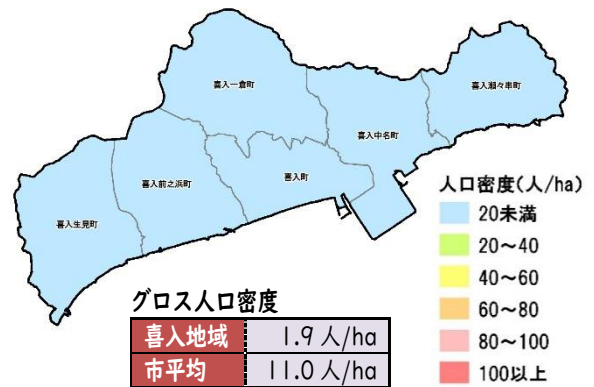 喜入一倉町
喜入瀬々串町
喜入中名町
喜入前之浜町
喜入町
喜入生見町
人口密度(人/ha)
20未満
20～40
40～60
60～80
80～100
100以上
グロス人口密度
喜入地域 1.9人/ha
市平均 11.0人/ha